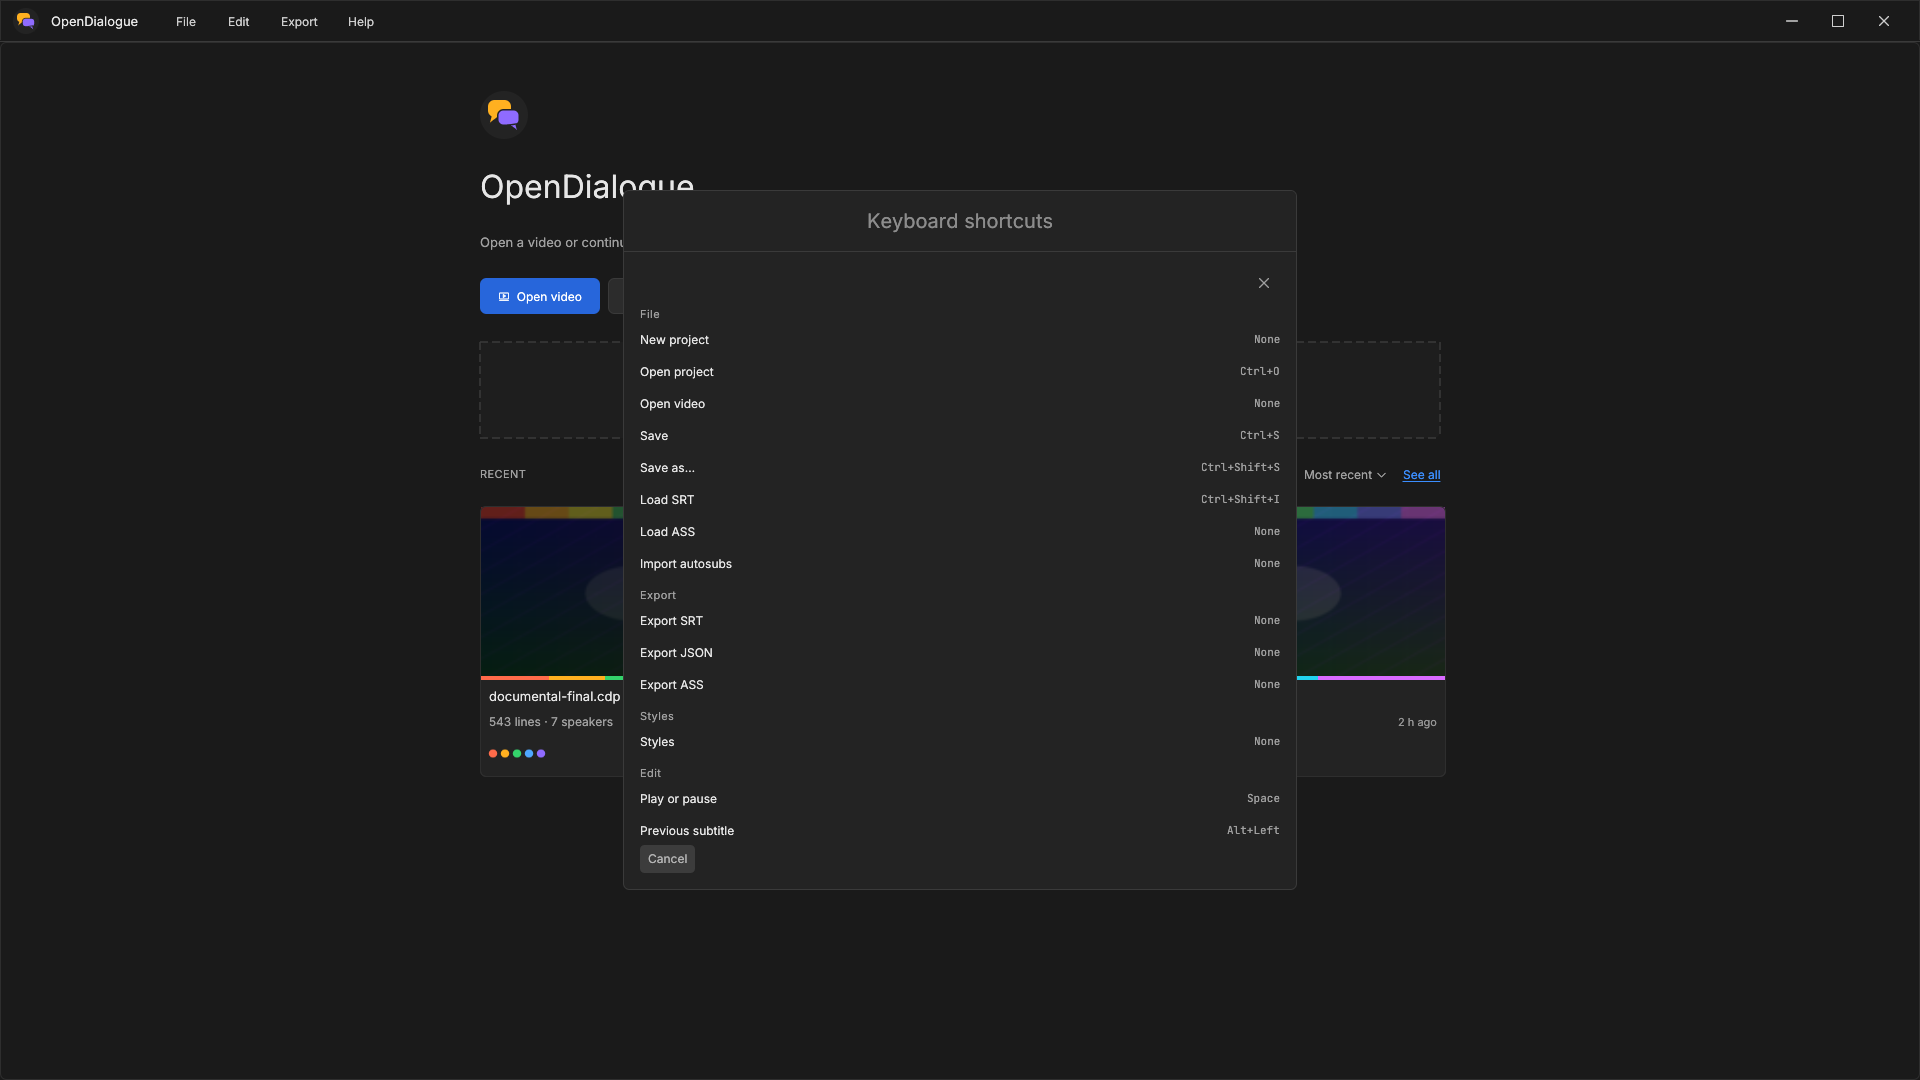 OpenDialogue File Edit Export Help
OpenDialogue
Keyboard shortcuts
Open a video or continu
Open video
File
New project None
Open project Ctrl+O
Open video None
Save Ctrl+S
Save as... Ctrl+Shift+S
Load SRT Ctrl+Shift+I
Load ASS None
Import autosubs None
Export
Export SRT None
Export JSON None
Export ASS None
Styles
Styles None
Edit
Play or pause Space
Previous subtitle Alt+Left
Cancel
RECENT
Most recent See all
documental-final.cdp
543 lines · 7 speakers
2 h ago